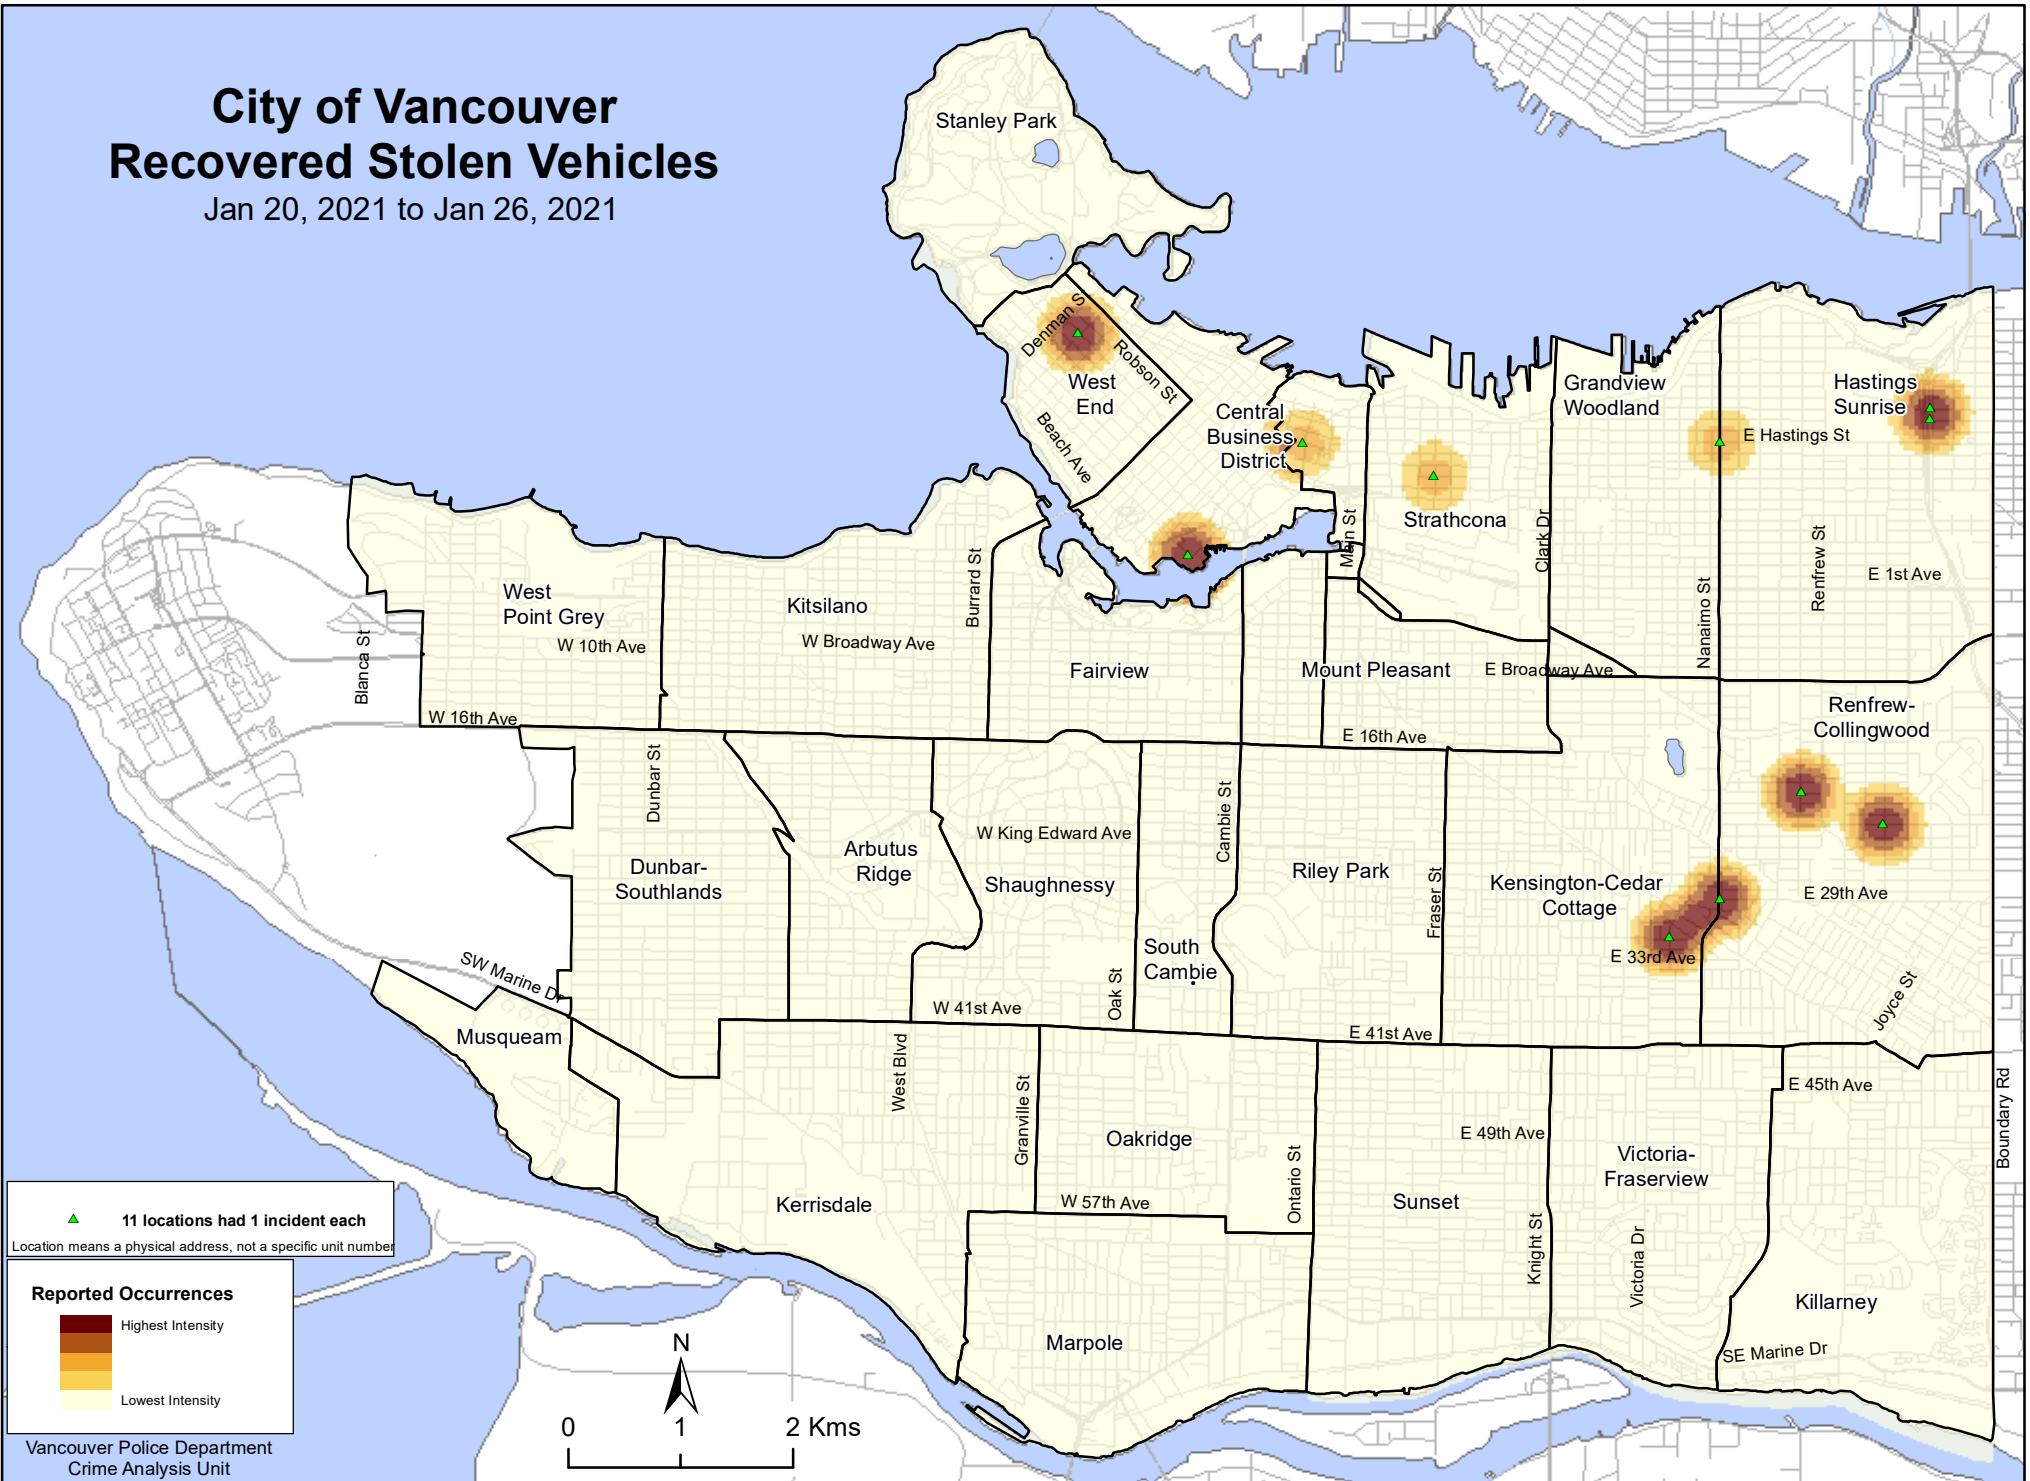 City of Vancouver
Recovered Stolen Vehicles
Jan 20, 2021 to Jan 26, 2021
Stanley Park
Denman St
Robson St
West
End
Beach Ave
Central
Business
District
Grandview
Woodland
Hastings
Sunrise
E Hastings St
Strathcona
Main St
Clark Dr
Renfrew St
E 1st Ave
Nanaimo St
Burrard St
West
Point Grey
Kitsilano
W 10th Ave
W Broadway Ave
Blanca St
Fairview
Mount Pleasant
E Broadway Ave
W 16th Ave
E 16th Ave
Renfrew-
Collingwood
Dunbar St
Cambie St
W King Edward Ave
Arbutus
Ridge
Dunbar-
Southlands
Shaughnessy
Riley Park
Fraser St
Kensington-Cedar
Cottage
E 29th Ave
South
Cambie
E 33rd Ave
SW Marine Dr
Oak St
Joyce St
W 41st Ave
E 41st Ave
Musqueam
West Blvd
Granville St
E 45th Ave
Boundary Rd
Oakridge
E 49th Ave
Ontario St
Victoria-
Fraserview
Kerrisdale
W 57th Ave
Sunset
Knight St
Victoria Dr
Killarney
Marpole
SE Marine Dr
11 locations had 1 incident each
Location means a physical address, not a specific unit number
Reported Occurrences
Highest Intensity
Lowest Intensity
Vancouver Police Department
Crime Analysis Unit
N
0 1 2 Kms